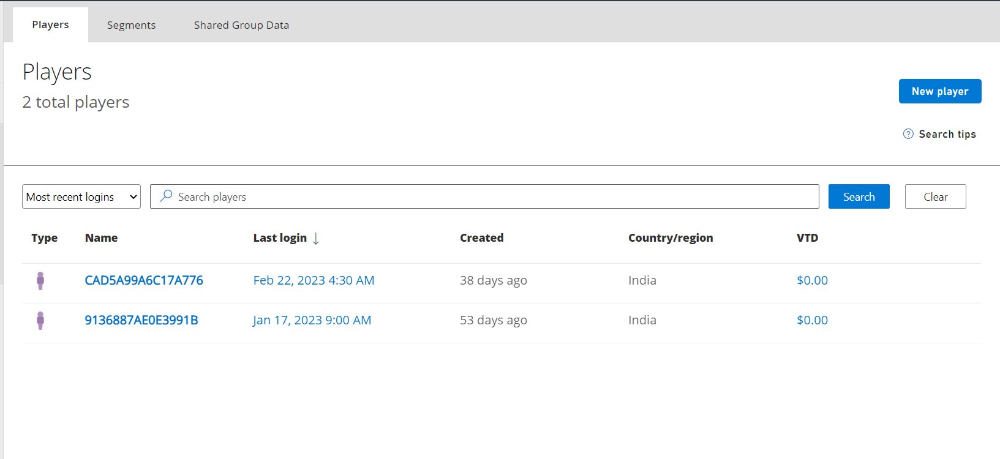 Players Segments Shared Group Data
Players
2 total players
New player
? Search tips
Most recent logins Search players Search Clear
Type Name Last login ↓ Created Country/region VTD
CAD5A99A6C17A776 Feb 22, 2023 4:30 AM 38 days ago India $0.00
9136887AE0E3991B Jan 17, 2023 9:00 AM 53 days ago India $0.00